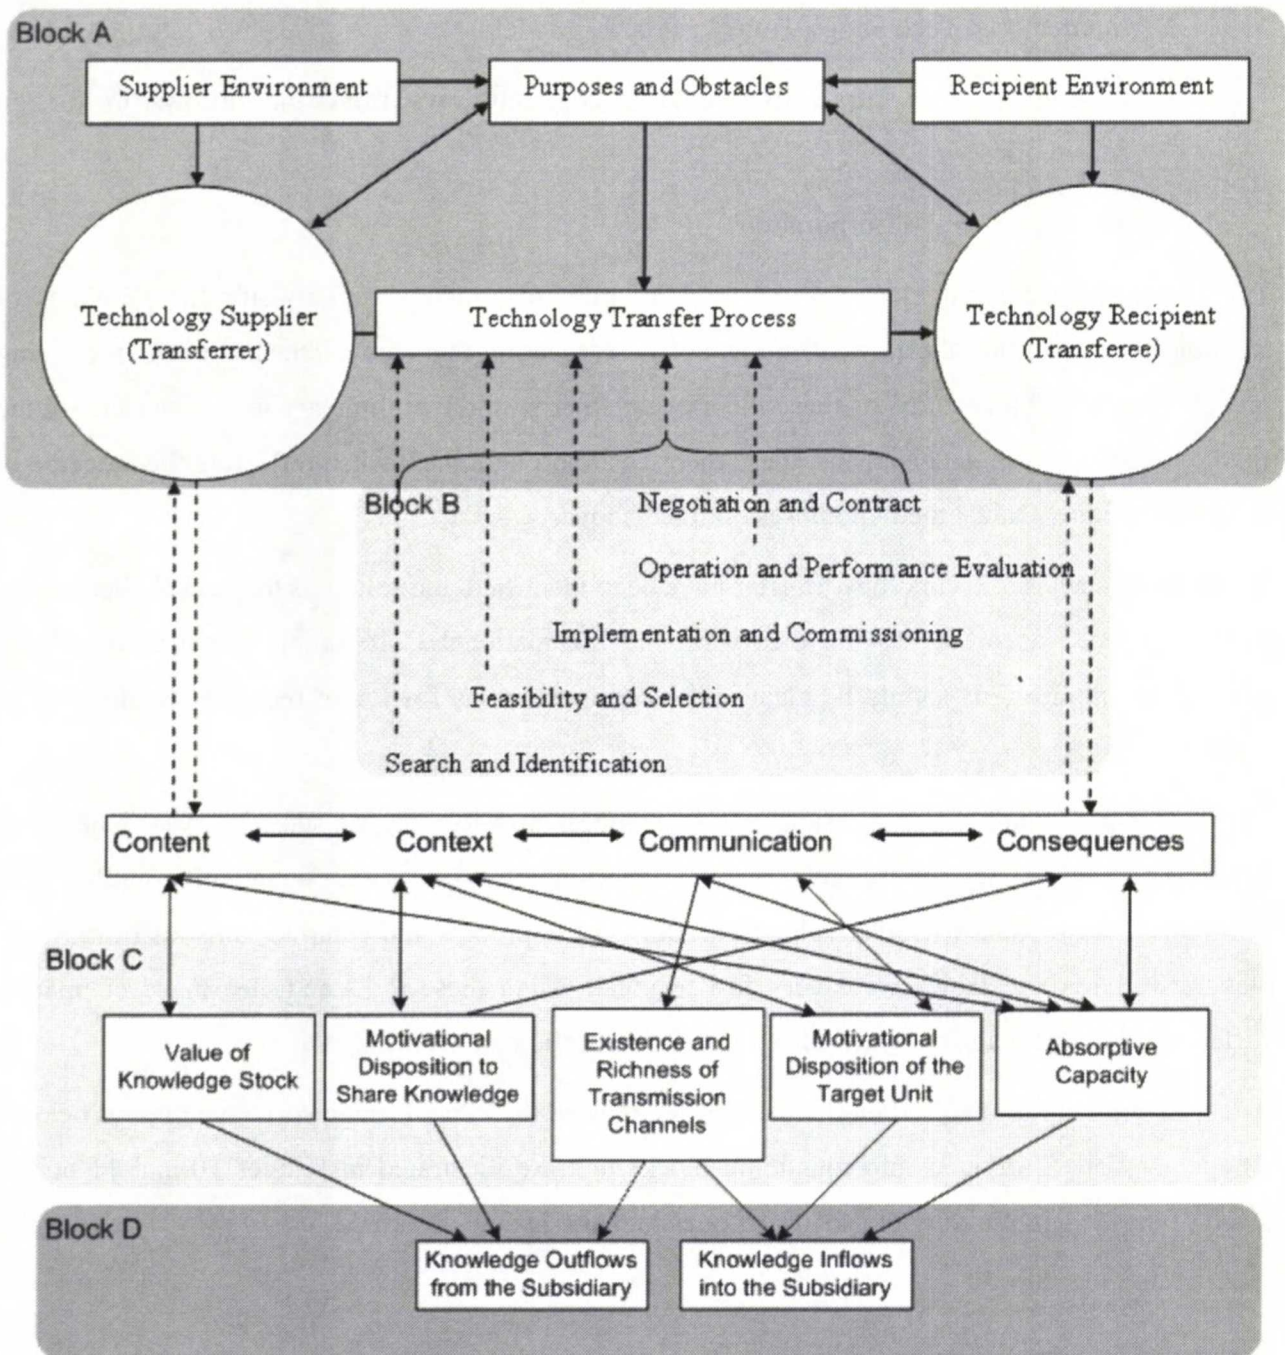 Block A
Supplier Environment
Purposes and Obstacles
Recipient Environment
Technology Supplier
(Transferrer)
Technology Transfer Process
Technology Recipient
(Transferee)
Block B
Negotiation and Contract
Operation and Performance Evaluation
Implementation and Commissioning
Feasibility and Selection
Search and Identification
Content
Context
Communication
Consequences
Block C
Value of
Knowledge Stock
Motivational
Disposition to
Share Knowledge
Existence and
Richness of
Transmission
Channels
Motivational
Disposition of the
Target Unit
Absorptive
Capacity
Block D
Knowledge Outflows
from the Subsidiary
Knowledge Inflows
into the Subsidiary